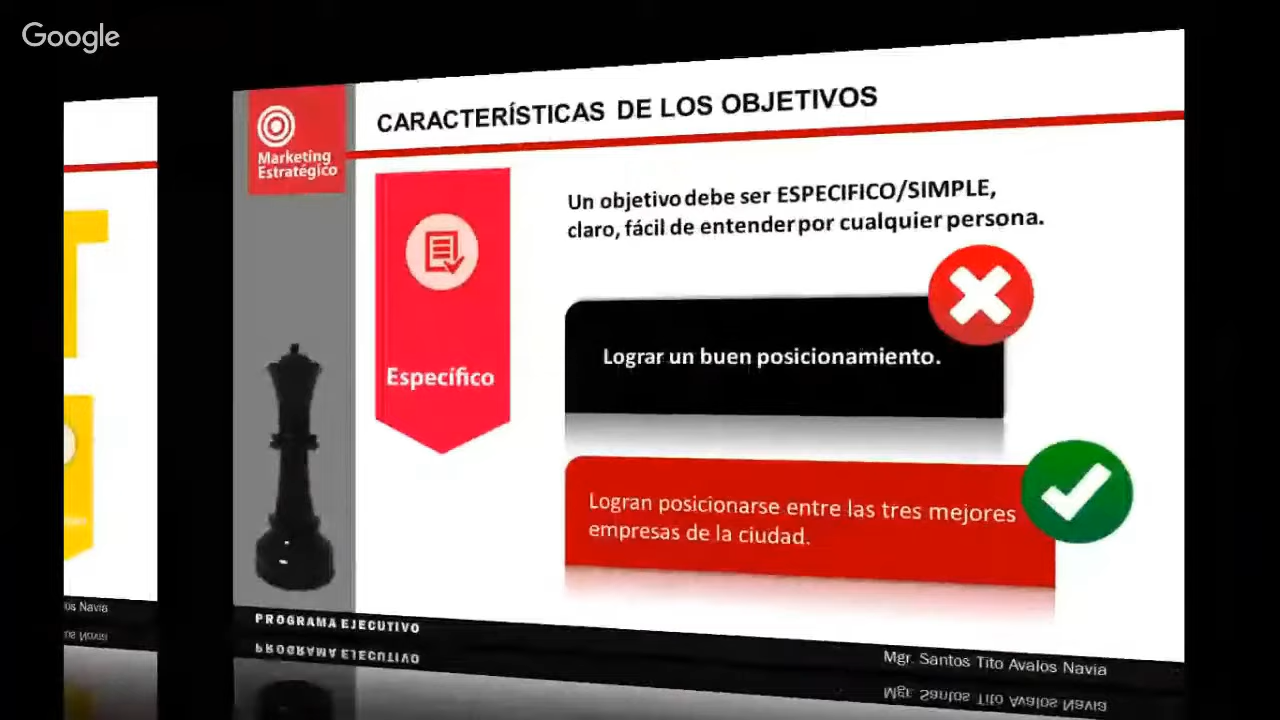 Google
CARACTERÍSTICAS DE LOS OBJETIVOS
Marketing
Estratégico
Un objetivo debe ser ESPECIFICO/SIMPLE,
claro, fácil de entender por cualquier persona.
Específico
Lograr un buen posicionamiento.
Logran posicionarse entre las tres mejores
empresas de la ciudad.
Navia
PROGRAMA EJECUTIVO
Mgr. Santos Tito Avalos Navia